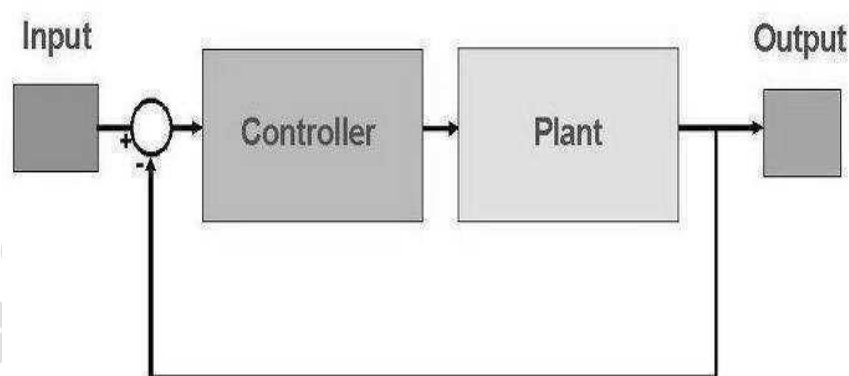 Input
Output
Controller
Plant
+
-